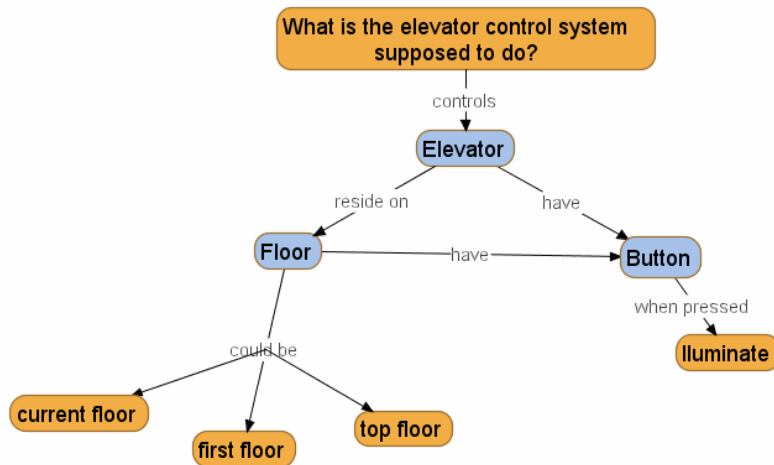 What is the elevator control system
supposed to do?
controls
Elevator
reside on
have
Floor
have
Button
when pressed
Iluminate
could be
current floor
first floor
top floor